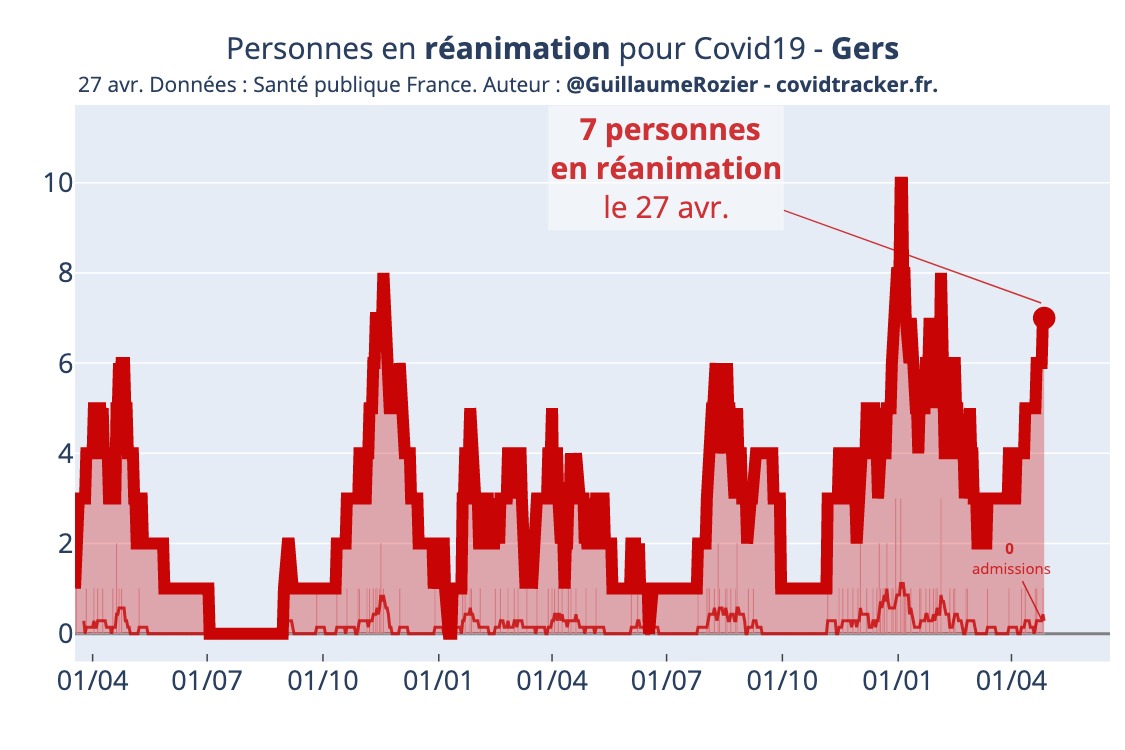 Personnes en réanimation pour Covid19 - Gers
27 avr. Données : Santé publique France. Auteur : @GuillaumeRozier - covidtracker.fr.
7 personnes
en réanimation
le 27 avr.
10
8
6
4
2
0
0
admissions
01/04 01/07 01/10 01/01 01/04 01/07 01/10 01/01 01/04